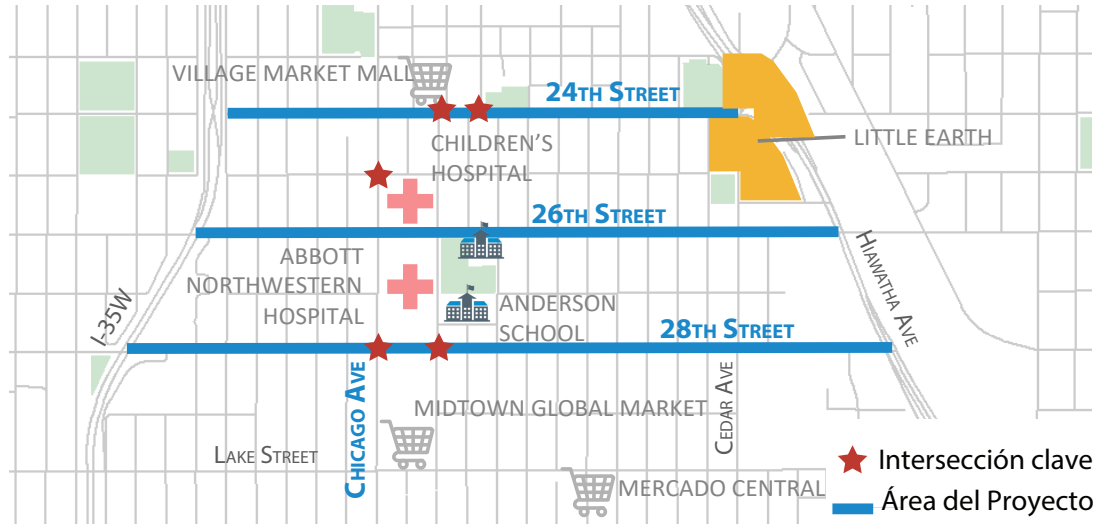 VILLAGE MARKET MALL
24TH STREET
LITTLE EARTH
CHILDREN'S
HOSPITAL
26TH STREET
ABBOTT
NORTHWESTERN
HOSPITAL
HIAWATHA AVE
I-35W
ANDERSON
SCHOOL
28TH STREET
CHICAGO AVE
CEDAR AVE
MIDTOWN GLOBAL MARKET
LAKE STREET
MERCADO CENTRAL
Intersección clave
Área del Proyecto